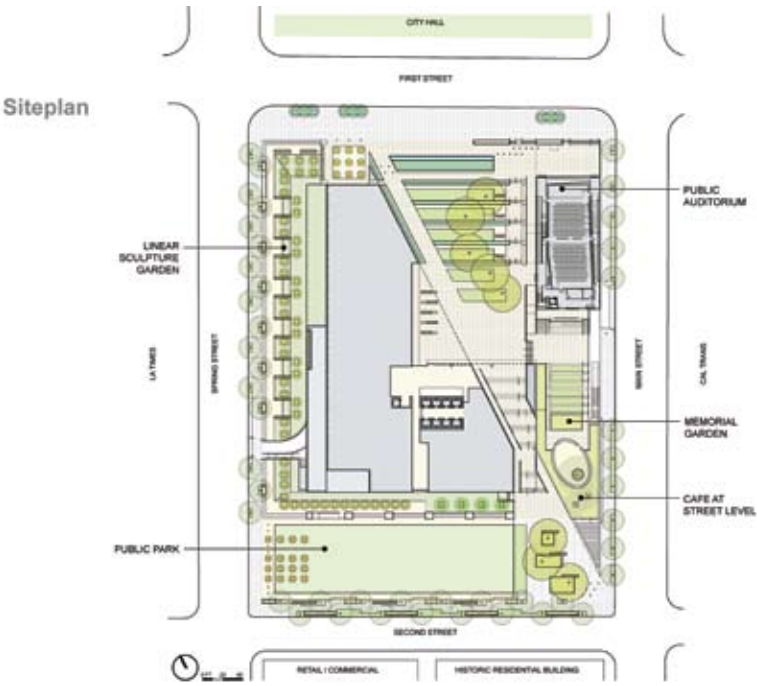 CITY HALL
FIRST STREET
Siteplan
PUBLIC
AUDITORIUM
LINEAR
SCULPTURE
GARDEN
LA TIMES
SPRING STREET
MAIN STREET
CAL TRANS
MEMORIAL
GARDEN
CAFE AT
STREET LEVEL
PUBLIC PARK
SECOND STREET
RETAIL / COMMERCIAL
HISTORIC RESIDENTIAL BUILDING